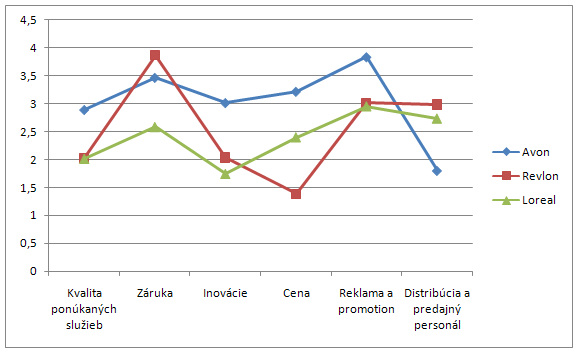 4,5
4
3,5
3
2,5
2
1,5
1
0,5
0
Kvalita
ponúkaných
služieb
Záruka
Inovácie
Cena
Reklama a
promotion
Distribúcia a
predajný
personál
Avon
Revlon
Loreal